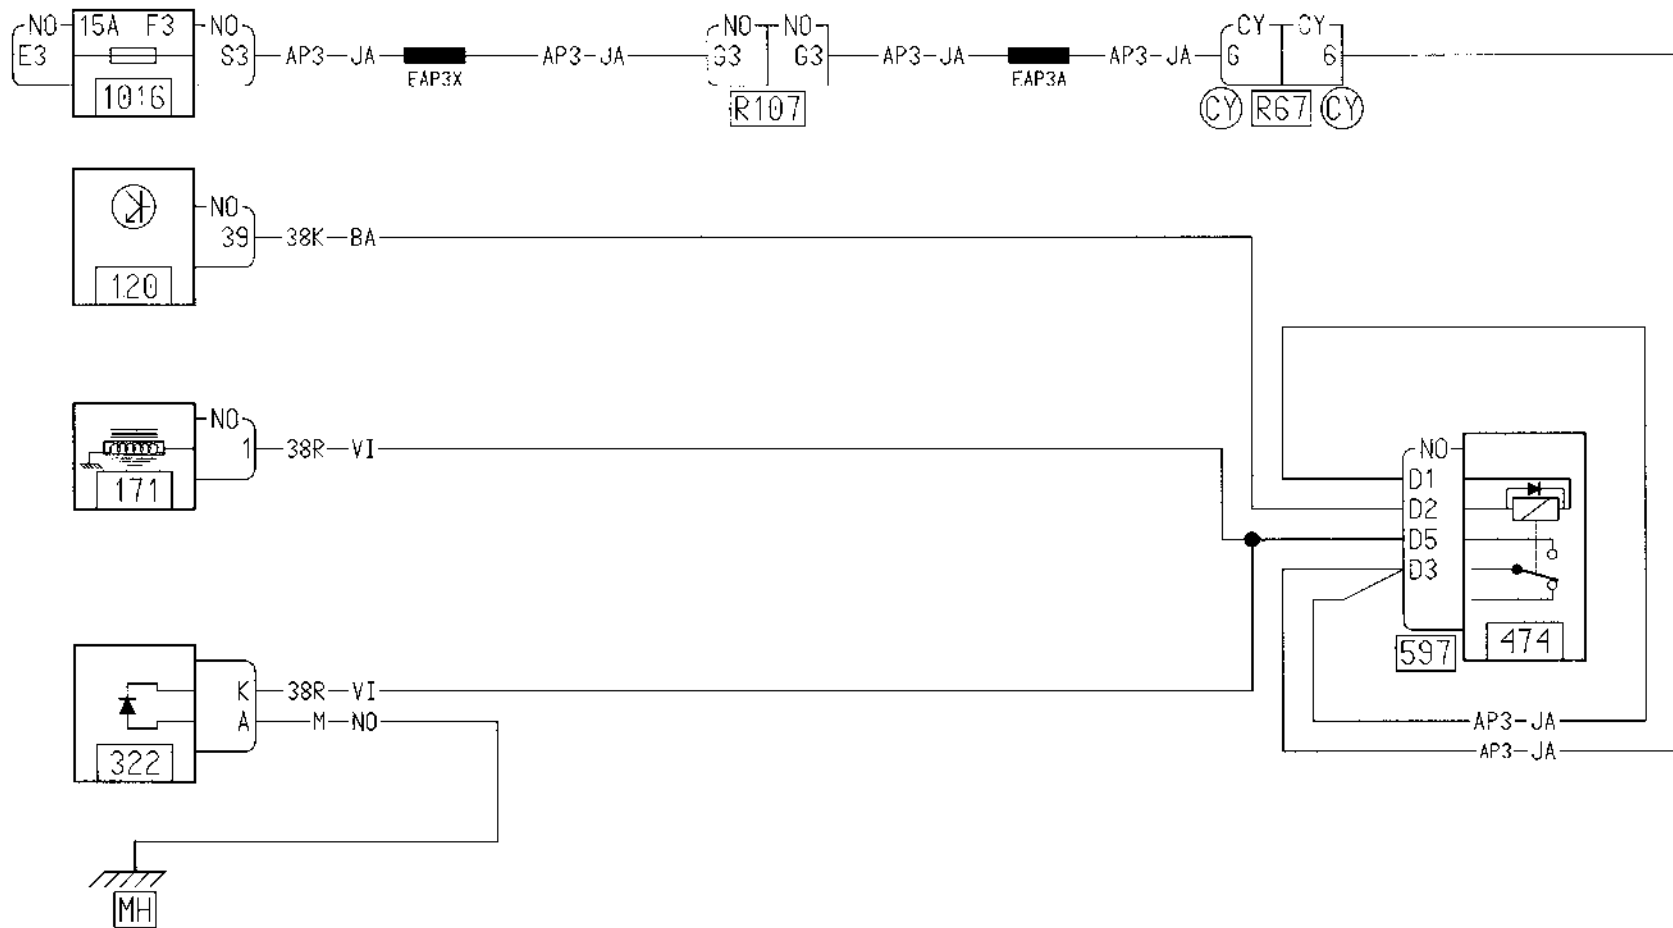 NO 15A F3 NO NO NO CY CY
E3 S3 AP3-JA AP3-JA G3 G3 AP3-JA AP3-JA 6 6
EAP3X EAP3A
1016 R107 CY R67 CY
NO
39 38K-BA
120
NO
1 38R-VI
171
NO
D1
D2
D5
D3
597 474
K 38R-VI
A M-NO
AP3-JA
AP3-JA
322
MH